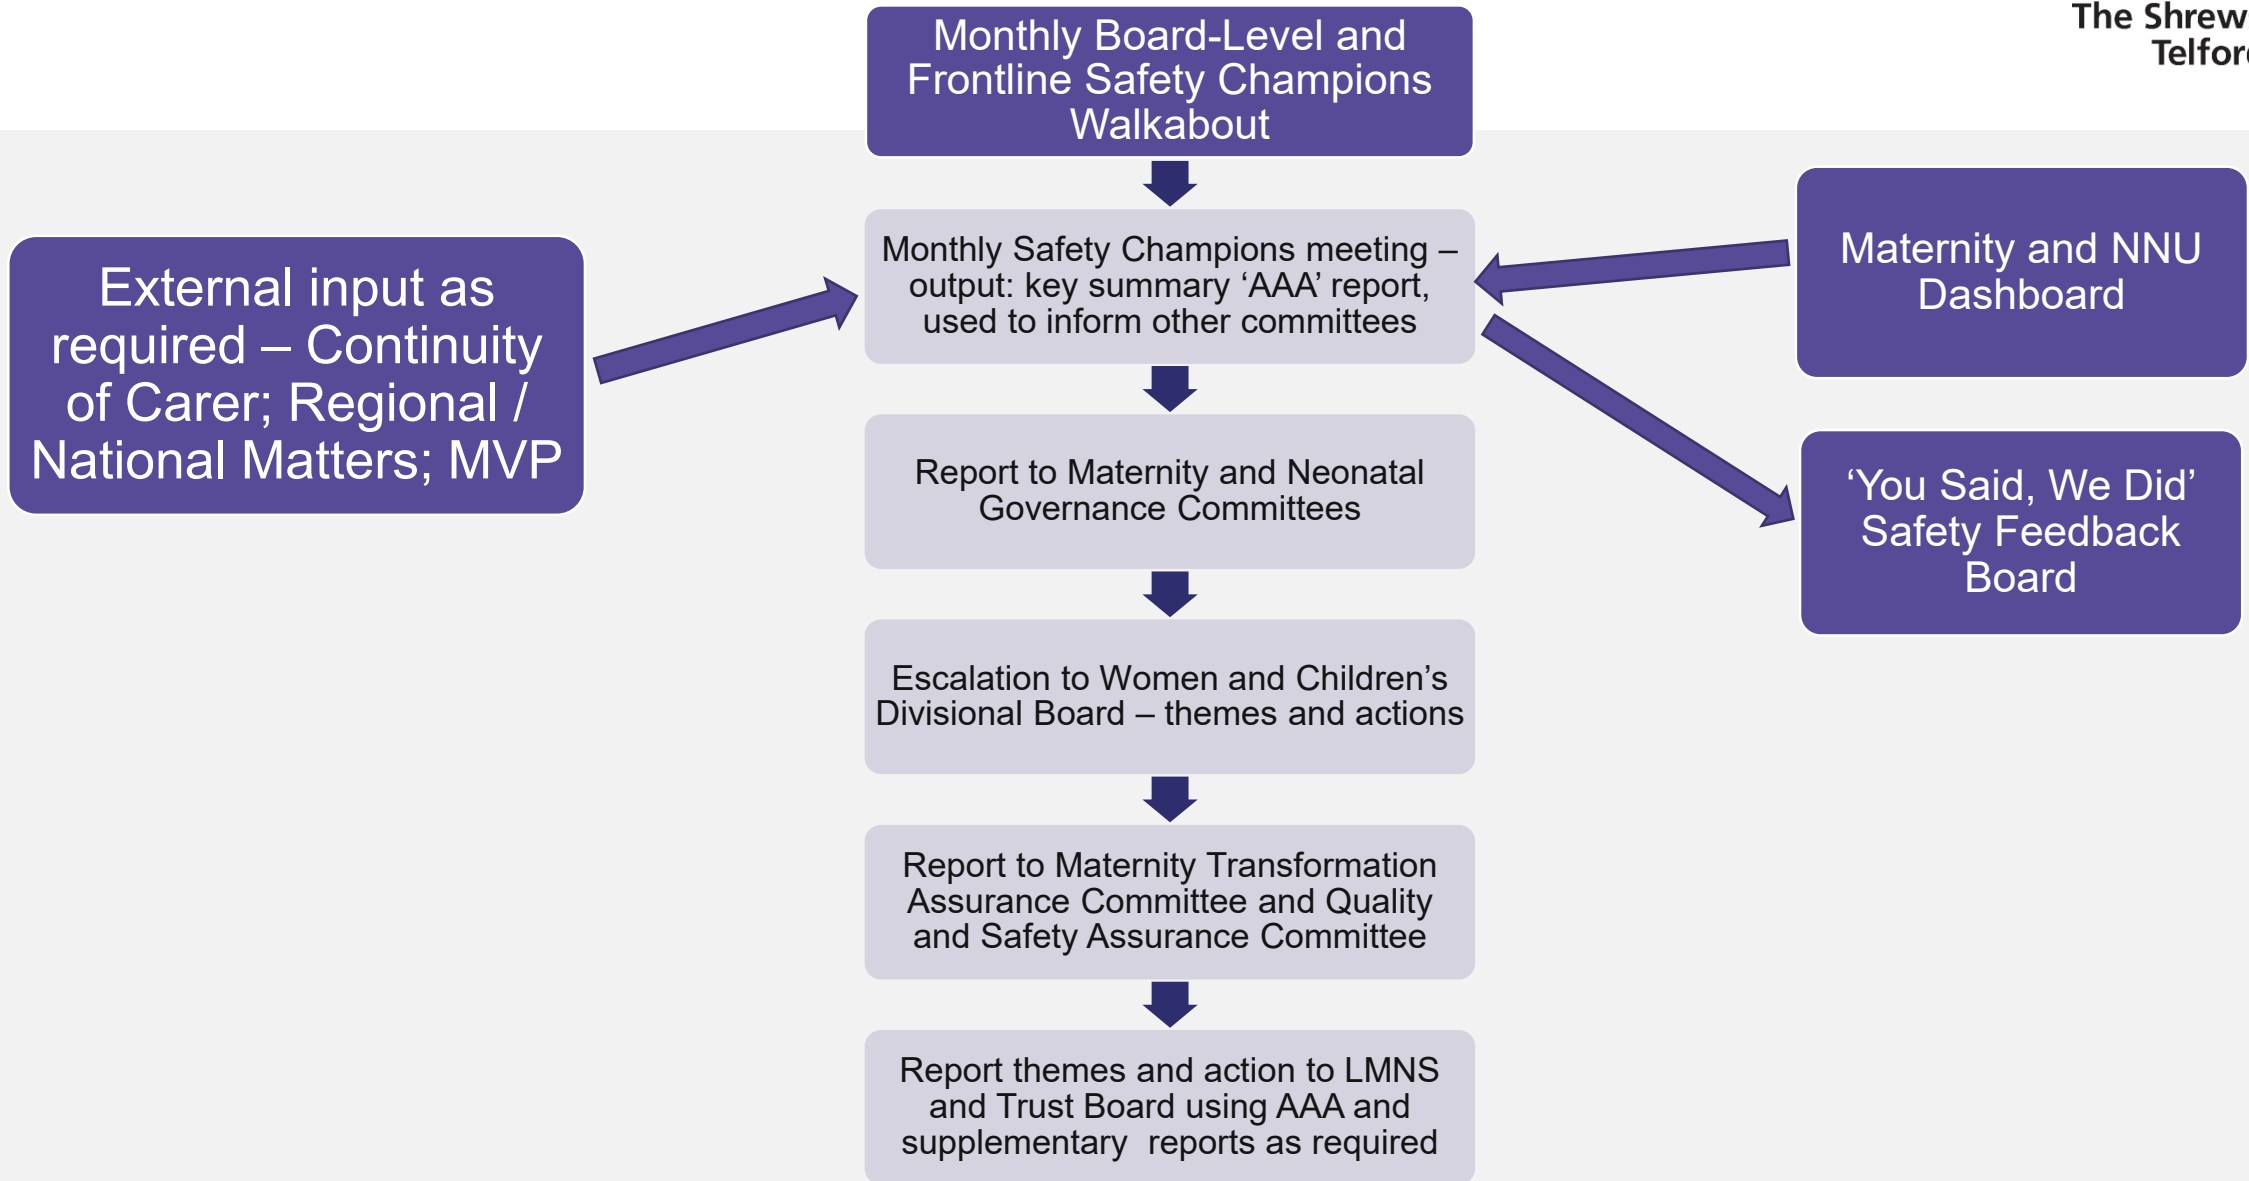 The Shrew
Telfor
Monthly Board-Level and
Frontline Safety Champions
Walkabout
External input as
required – Continuity
of Carer; Regional /
National Matters; MVP
Monthly Safety Champions meeting –
output: key summary ‘AAA’ report,
used to inform other committees
Maternity and NNU
Dashboard
Report to Maternity and Neonatal
Governance Committees
‘You Said, We Did’
Safety Feedback
Board
Escalation to Women and Children’s
Divisional Board – themes and actions
Report to Maternity Transformation
Assurance Committee and Quality
and Safety Assurance Committee
Report themes and action to LMNS
and Trust Board using AAA and
supplementary  reports as required